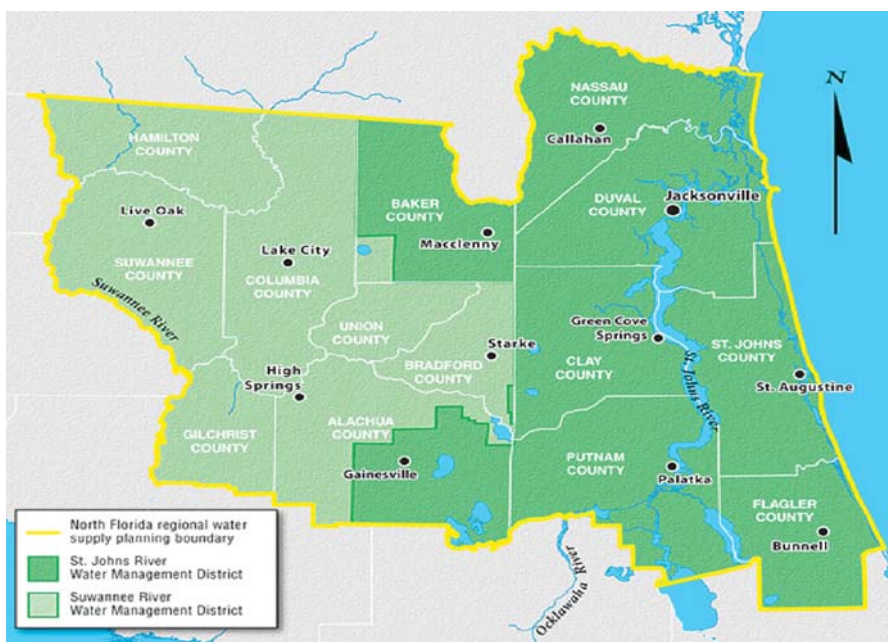 N
NASSAU
COUNTY
Callahan
HAMILTON
COUNTY
BAKER
COUNTY
DUVAL
COUNTY
Jacksonville
Live Oak
Macclenny
Lake City
SUWANNEE
COUNTY
COLUMBIA
COUNTY
Suwannee River
UNION
COUNTY
Green Cove
Springs
ST. JOHNS
COUNTY
Starke
BRADFORD
COUNTY
CLAY
COUNTY
St. Johns River
High
Springs
St. Augustine
ALACHUA
COUNTY
GILCHRIST
COUNTY
Gainesville
PUTNAM
COUNTY
Palatka
FLAGLER
COUNTY
Bunnell
Ocklawaha River
North Florida regional water
supply planning boundary
St. Johns River
Water Management District
Suwannee River
Water Management District